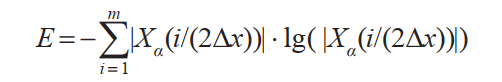 E = −∑_{i=1}^{m} |X_α(i/(2Δx))| · lg( |X_α(i/(2Δx))|)